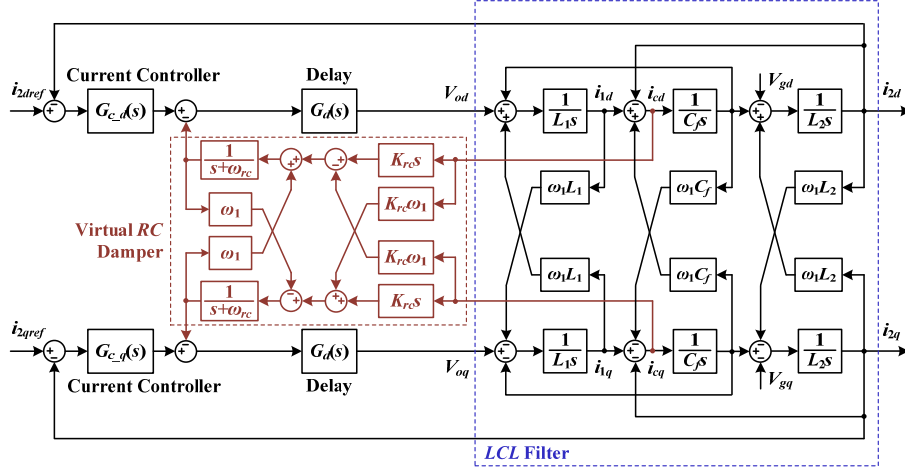 Current Controller
Delay
i2dref
Gc_d(s)
Gd(s)
Vod
1/L1s
i1d
icd
1/Cfs
Vgd
1/L2s
i2d
1/s+ωrc
Krcs
ω1
Krcω1
ω1L1
ω1Cf
ω1L2
Virtual RC
Damper
ω1
Krcω1
ω1L1
ω1Cf
ω1L2
1/s+ωrc
Krcs
i2qref
Gc_q(s)
Gd(s)
Voq
1/L1s
i1q
icq
1/Cfs
Vgq
1/L2s
i2q
Current Controller
Delay
LCL Filter